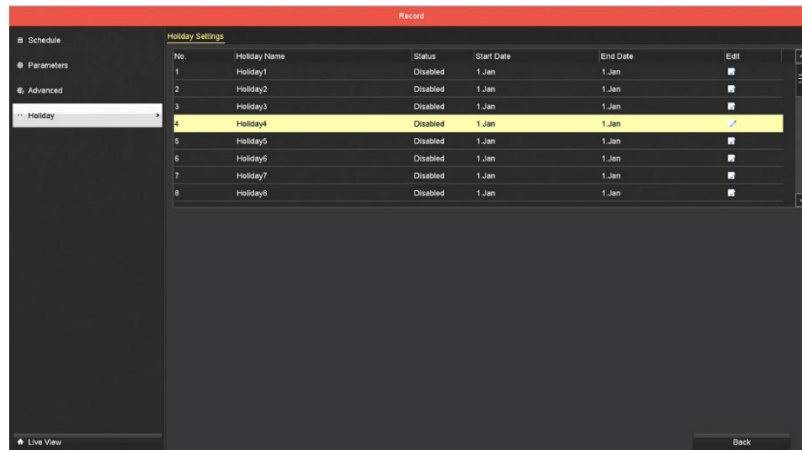 Record
Schedule
Parameters
Advanced
Holiday
Holiday Settings
No. Holiday Name Status Start Date End Date Edit
1 Holiday1 Disabled 1.Jan 1.Jan
2 Holiday2 Disabled 1.Jan 1.Jan
3 Holiday3 Disabled 1.Jan 1.Jan
4 Holiday4 Disabled 1.Jan 1.Jan
5 Holiday5 Disabled 1.Jan 1.Jan
6 Holiday6 Disabled 1.Jan 1.Jan
7 Holiday7 Disabled 1.Jan 1.Jan
8 Holiday8 Disabled 1.Jan 1.Jan
Live View
Back